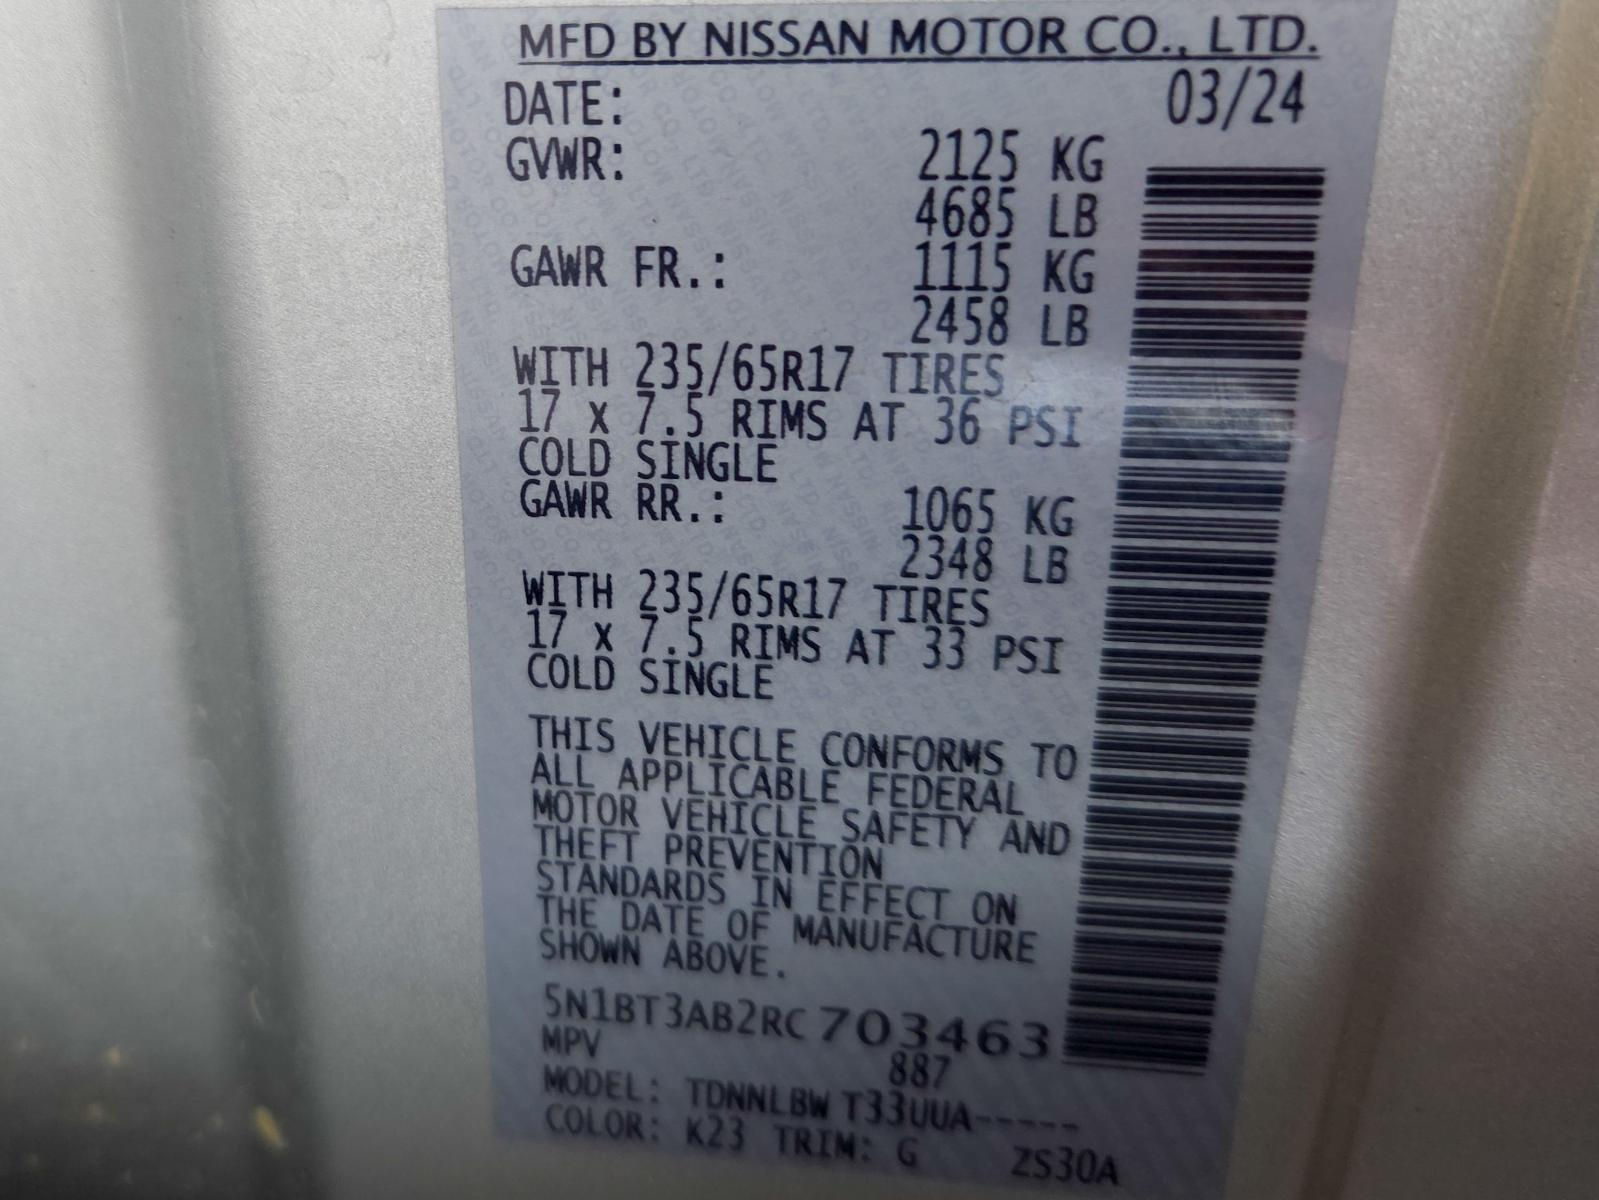 MFD BY NISSAN MOTOR CO., LTD.
DATE: 03/24
GVWR: 2125 KG
4685 LB
GAWR FR.: 1115 KG
2458 LB
WITH 235/65R17 TIRES
17 x 7.5 RIMS AT 36 PSI
COLD SINGLE
GAWR RR.: 1065 KG
2348 LB
WITH 235/65R17 TIRES
17 x 7.5 RIMS AT 33 PSI
COLD SINGLE
THIS VEHICLE CONFORMS TO
ALL APPLICABLE FEDERAL
MOTOR VEHICLE SAFETY AND
THEFT PREVENTION
STANDARDS IN EFFECT ON
THE DATE OF MANUFACTURE
SHOWN ABOVE.
5N1BT3AB2RC703463
MPV 887
MODEL: TDNNLBW T33UUA-----
COLOR: K23 TRIM: G ZS30A